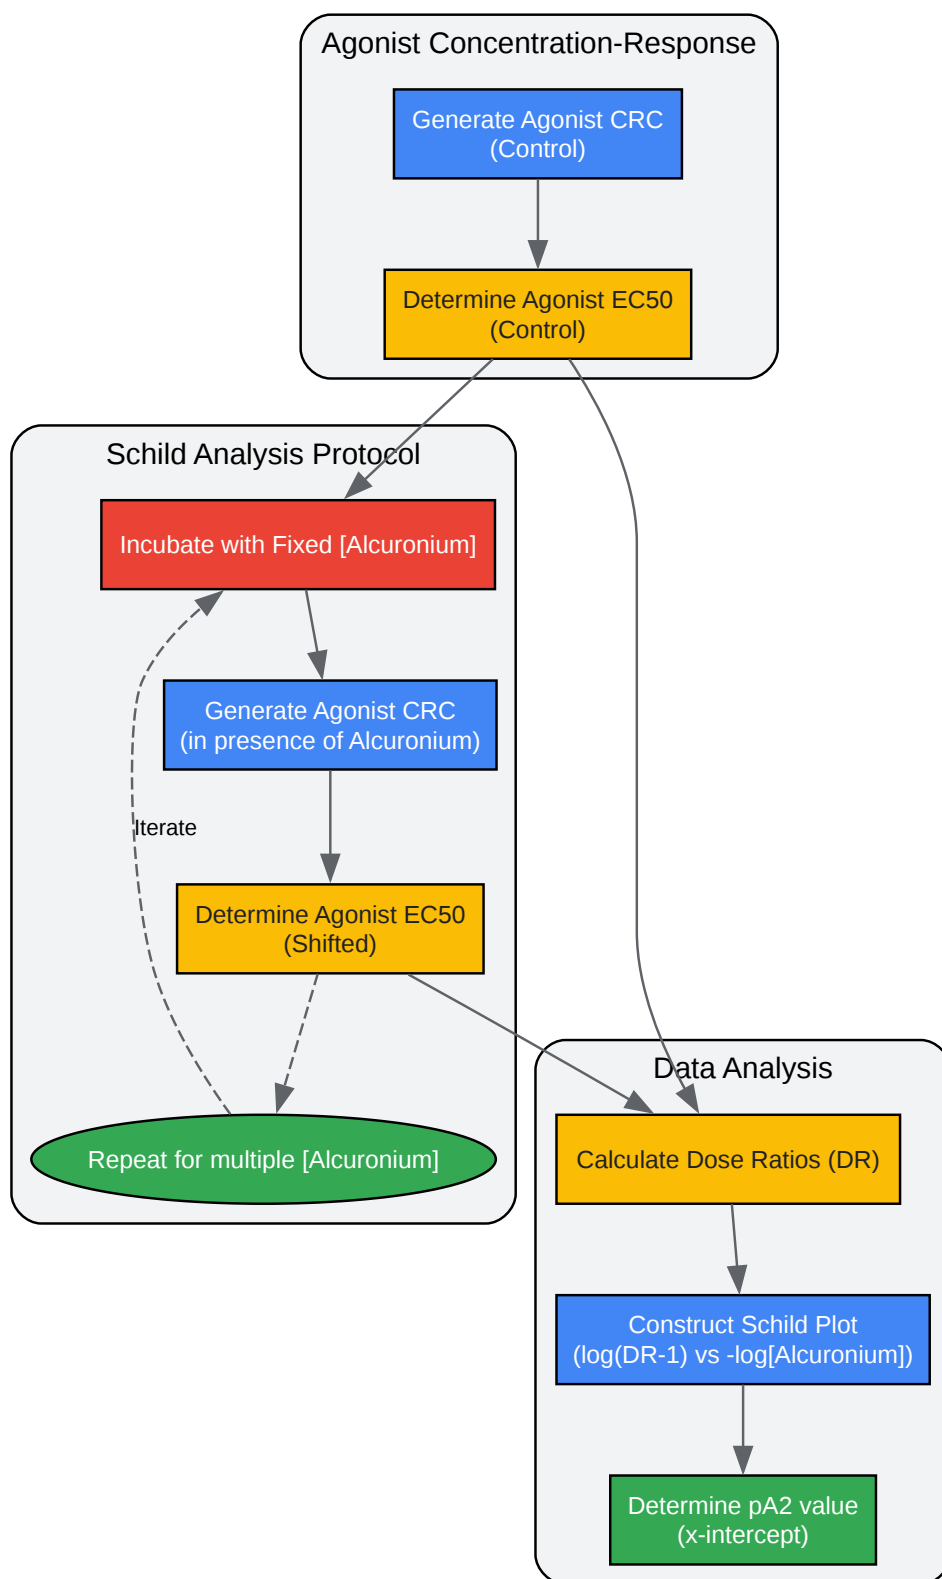 Agonist Concentration-Response
Generate Agonist CRC
(Control)
Determine Agonist EC50
(Control)
Schild Analysis Protocol
Incubate with Fixed [Alcuronium]
Generate Agonist CRC
(in presence of Alcuronium)
Iterate
Determine Agonist EC50
(Shifted)
Repeat for multiple [Alcuronium]
Data Analysis
Calculate Dose Ratios (DR)
Construct Schild Plot
(log(DR-1) vs -log[Alcuronium])
Determine pA2 value
(x-intercept)